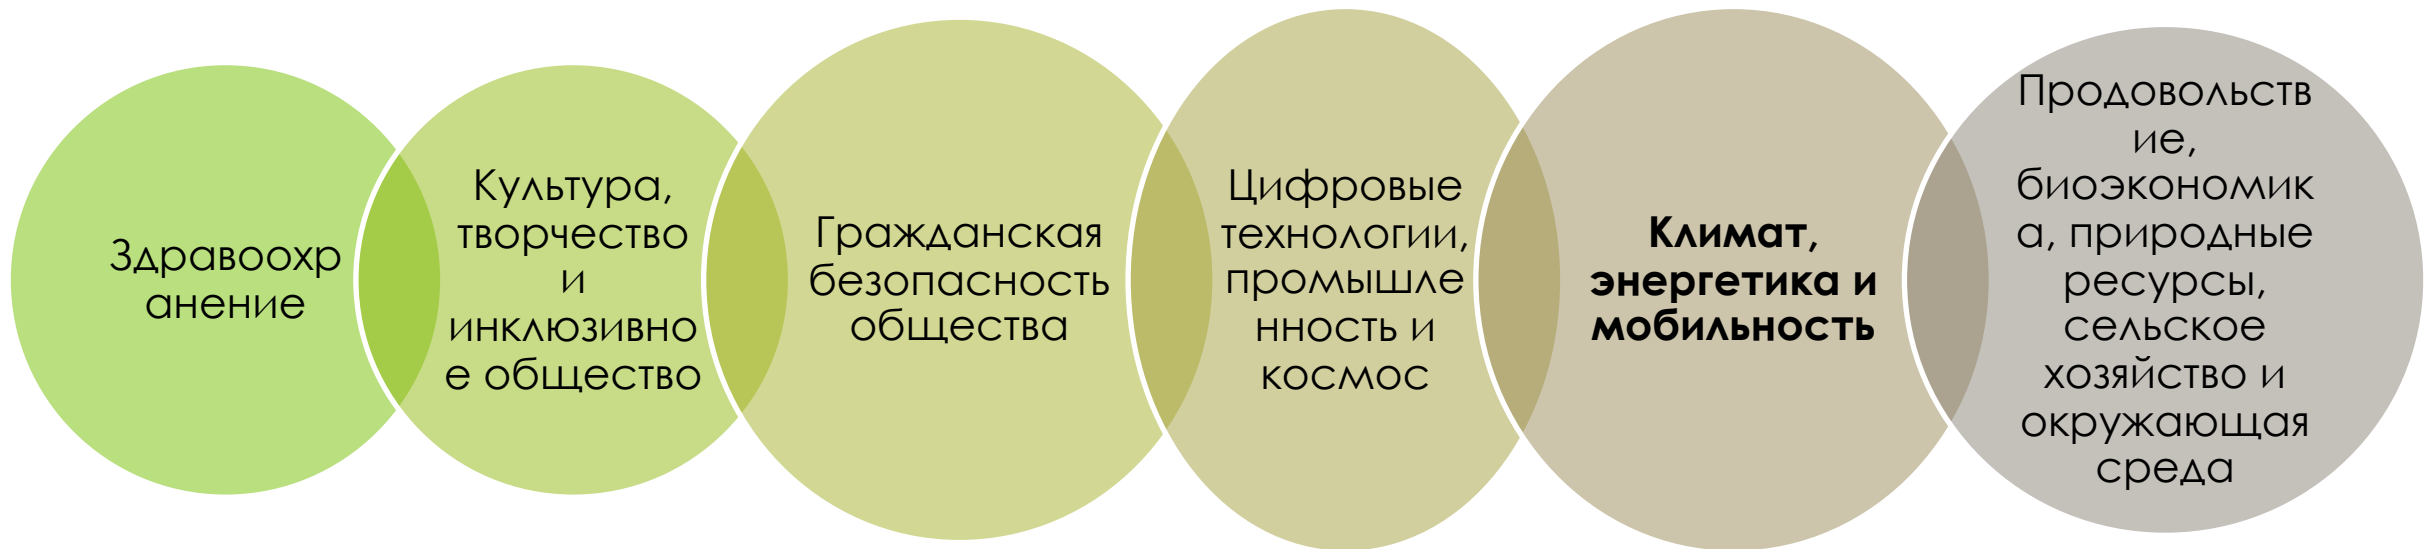 Здравоохр
анение
Культура,
творчество
и
инклюзивно
е общество
Гражданская
безопасность
общества
Цифровые
технологии,
промышле
нность и
космос
Климат,
энергетика и
мобильность
Продовольств
ие,
биоэкономик
а, природные
ресурсы,
сельское
хозяйство и
окружающая
среда